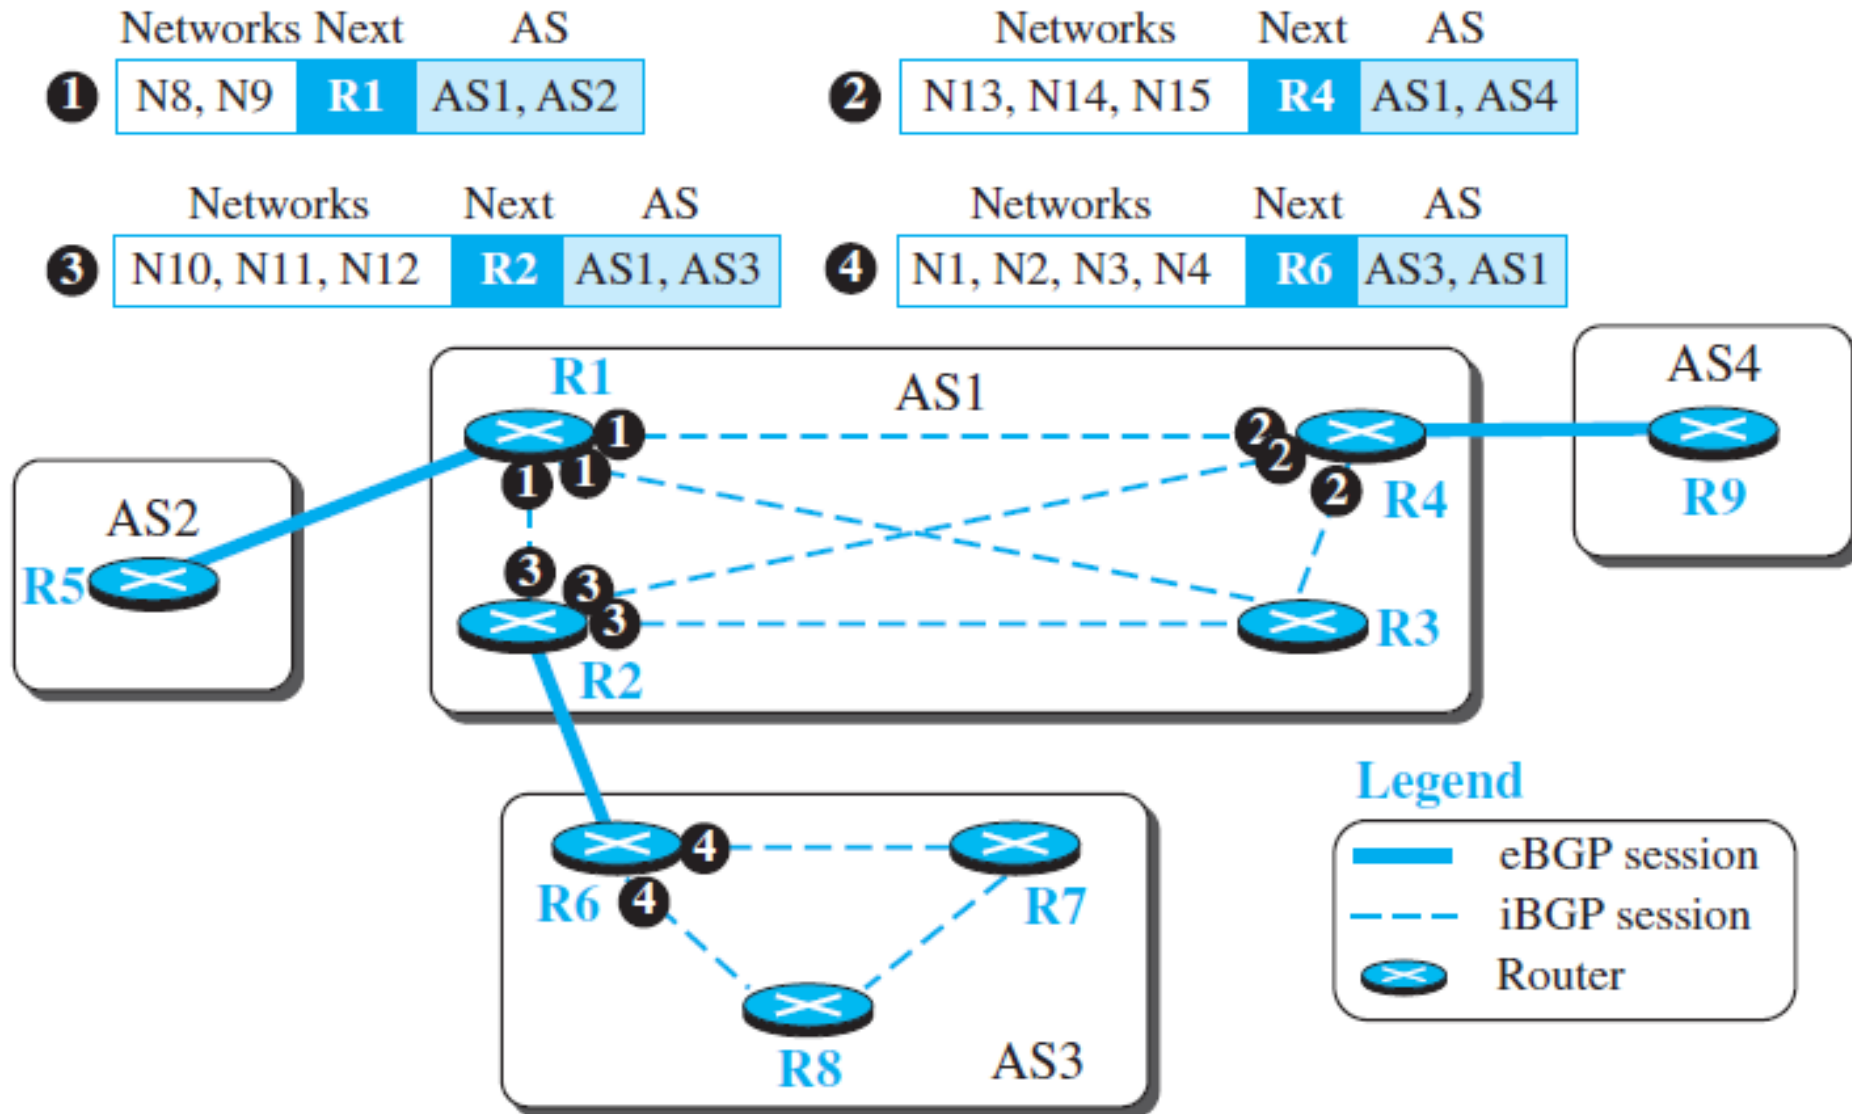 Networks Next AS
1 N8, N9 R1 AS1, AS2
Networks Next AS
2 N13, N14, N15 R4 AS1, AS4
Networks Next AS
3 N10, N11, N12 R2 AS1, AS3
Networks Next AS
4 N1, N2, N3, N4 R6 AS3, AS1
R1
AS1
AS4
1
2
1
1
2
2
R4
R9
AS2
R5
3
3
3
R2
R3
Legend
eBGP session
iBGP session
Router
4
R6
4
R7
R8
AS3